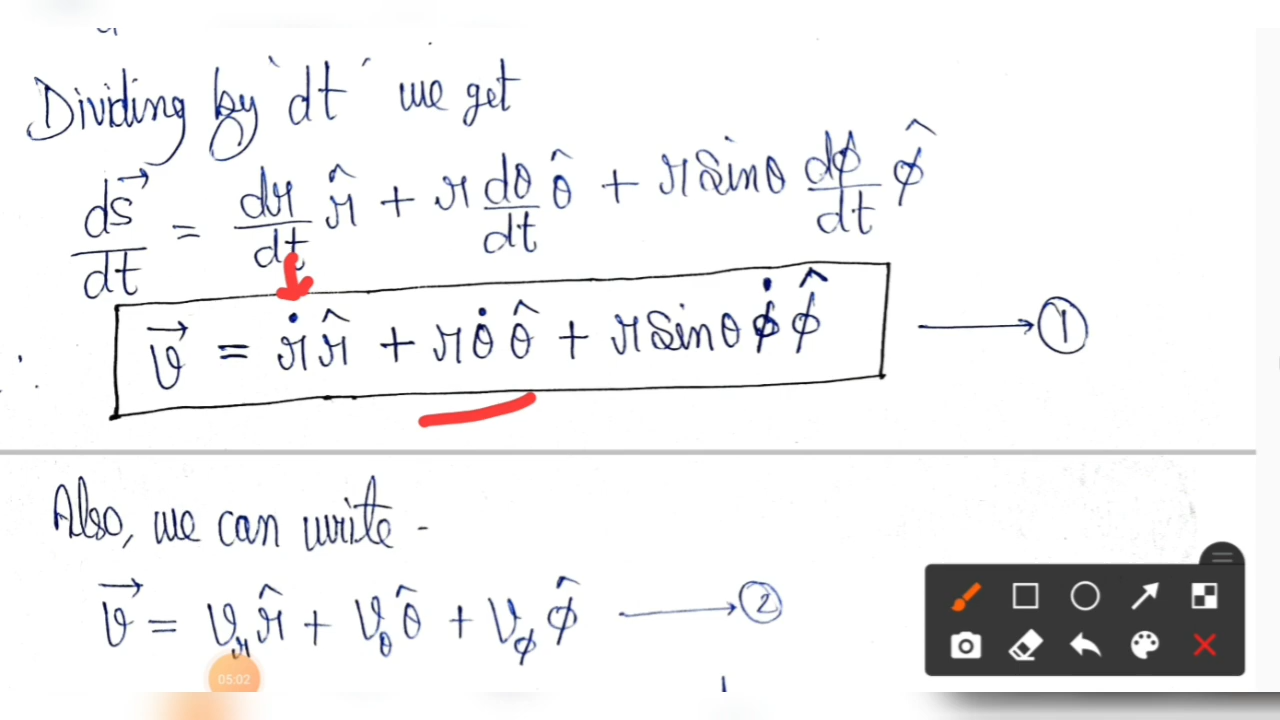 Dividing by 'dt' we get
ds⃗/dt = dr/dt r̂ + r dθ/dt θ̂ + r sinθ dϕ/dt ϕ̂
∴ v⃗ = ṙ r̂ + r θ̇ θ̂ + r sinθ ϕ̇ ϕ̂ ⟶ ①
Also, we can write -
v⃗ = v_r r̂ + v_θ θ̂ + v_ϕ ϕ̂ ⟶ ②
05:02